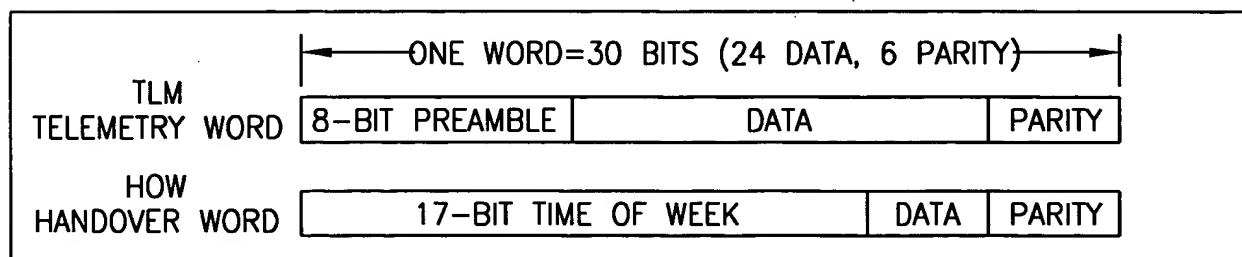 ONE WORD=30 BITS (24 DATA, 6 PARITY)
TLM
TELEMETRY WORD 8-BIT PREAMBLE DATA PARITY
HOW
HANDOVER WORD 17-BIT TIME OF WEEK DATA PARITY